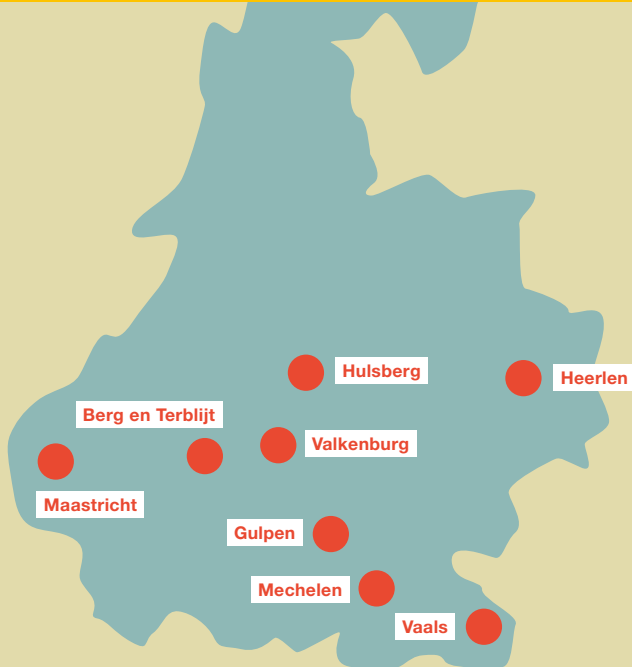 Hulsberg
Heerlen
Berg en Terblijt
Valkenburg
Maastricht
Gulpen
Mechelen
Vaals